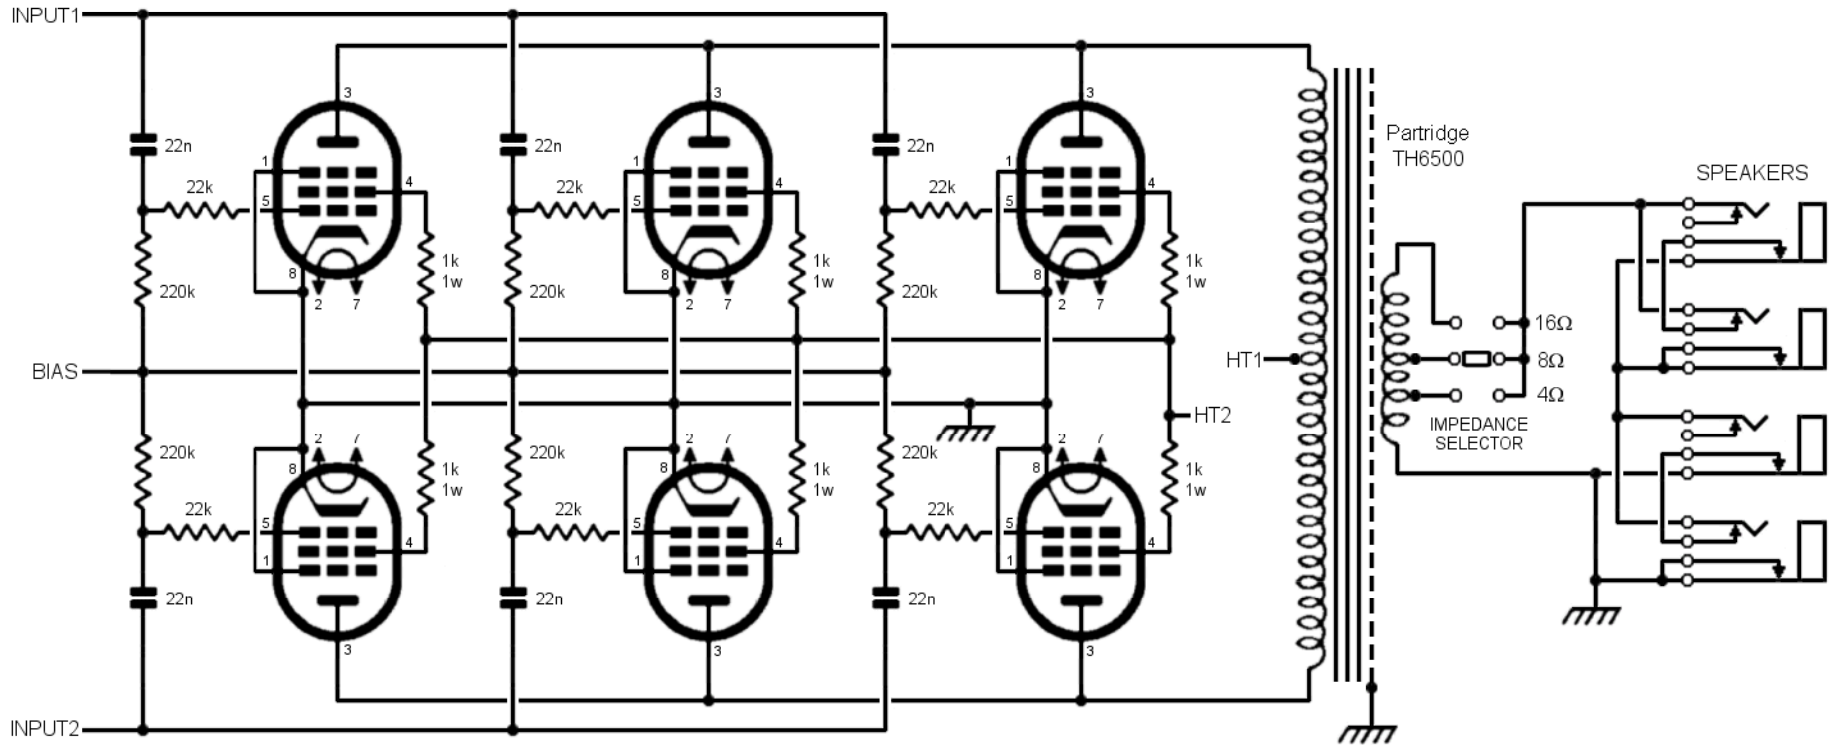 INPUT1
3
3
3
22n
22n
22n
Partridge
TH6500
SPEAKERS
1
4
1
4
1
4
22k
5
22k
5
22k
5
1k
1w
1k
1w
1k
1w
8
2
7
8
2
7
8
2
7
220k
220k
220k
16Ω
HT1
8Ω
BIAS
4Ω
HT2
IMPEDANCE
SELECTOR
2
7
2
7
2
7
220k
8
220k
8
220k
8
1k
1w
1k
1w
1k
1w
22k
5
22k
5
22k
5
4
4
4
1
1
1
22n
22n
22n
3
3
3
INPUT2